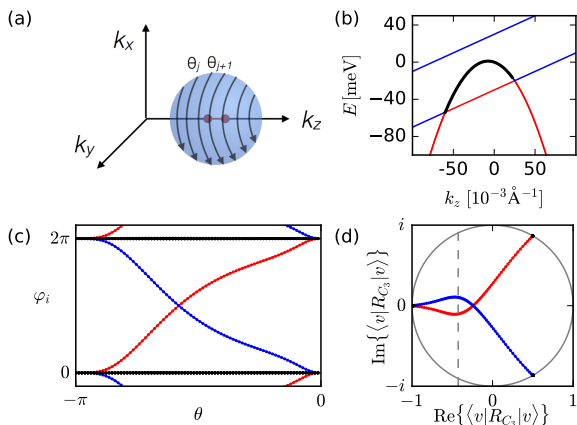 (a)
k_x
θ_j θ_{j+1}
k_z
k_y
(b)
E [meV]
40
0
−40
−80
−50 0 50
k_z [10^{−3} Å^{−1}]
(c)
φ_i
2π
0
−π 0
θ
(d)
Im{⟨v|R_{C_3}|v⟩}
i
0
−i
−1 0 1
Re{⟨v|R_{C_3}|v⟩}